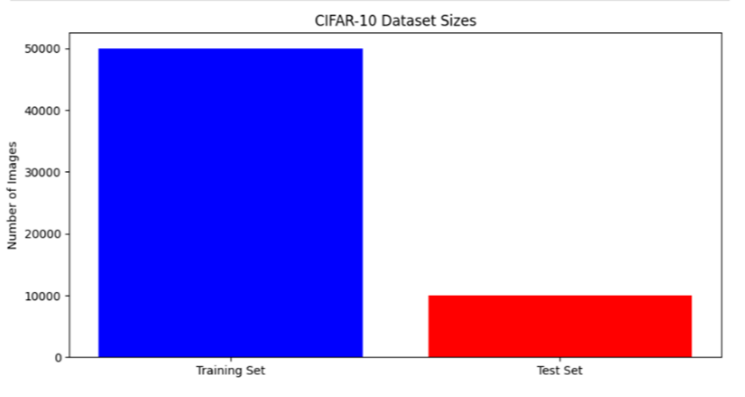 CIFAR-10 Dataset Sizes
50000
40000
30000
20000
10000
0
Number of Images
Training Set
Test Set